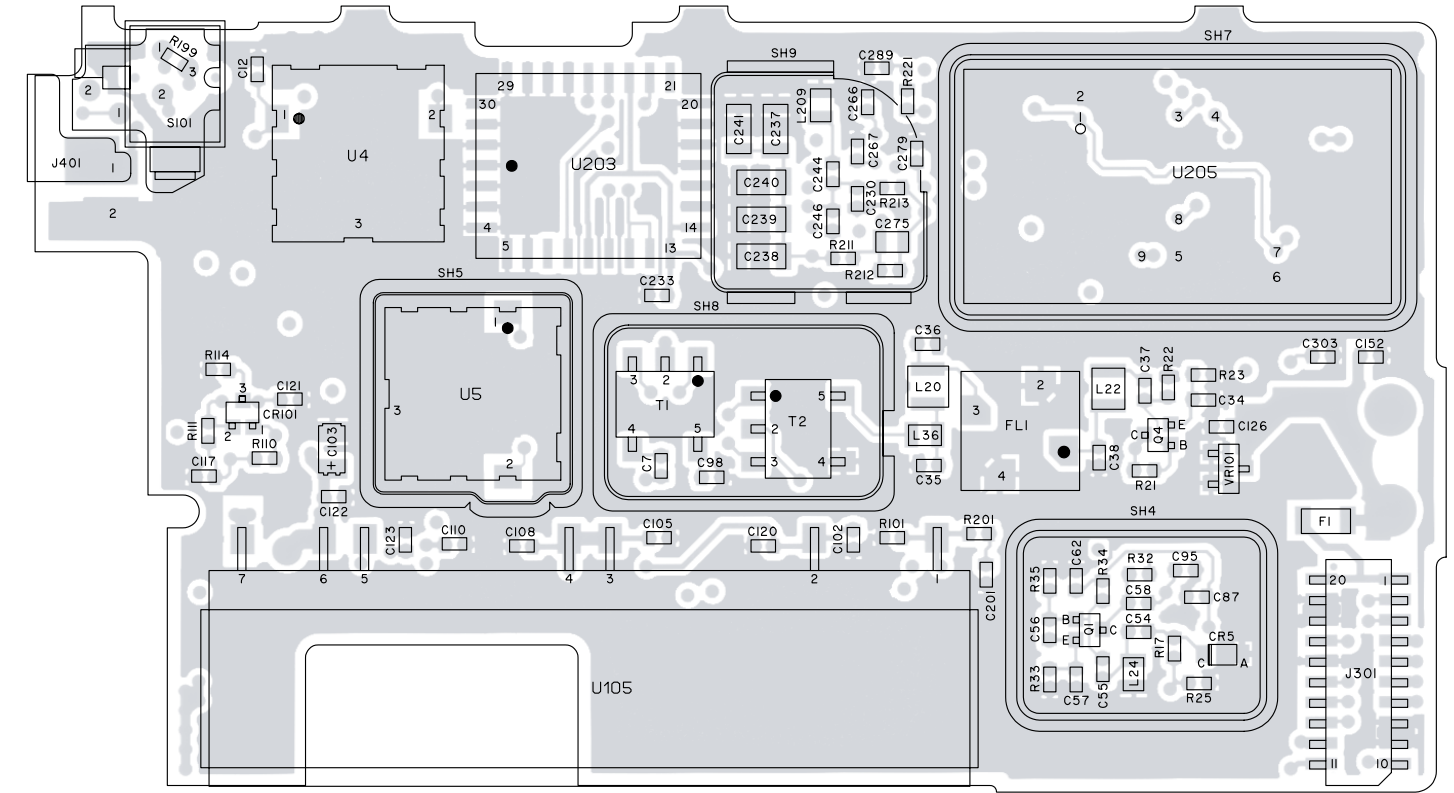 SH7
SH9
C289
R221
R199
1
3
C12
2
2
1
S101
J401
1
2
1
2
U4
3
29
21
30
20
U203
4
14
5
13
C241
C237
L209
C266
C267
C279
C244
C240
C230
R213
C239
C246
C275
R211
C238
R212
2
1
3
4
U205
8
7
9
5
6
SH5
C233
SH8
1
U5
3
2
R114
3
C121
CR101
R111
2
1
R110
C103
+
C117
C122
3
2
T1
4
5
C7
C98
5
T2
2
3
4
C36
L20
L36
C35
2
3
FL1
4
L22
C37
R22
R23
C34
E
C
Q4
B
C126
C38
R21
VR101
C303
C152
SH4
F1
C123
C110
C108
C105
C120
C102
R101
R201
7
6
5
4
3
2
1
C201
R35
C62
R34
R32
C95
C58
C87
C56
B
Q1
C
E
C54
R17
CR5
C
A
R33
C57
C55
L24
R25
20
1
J301
11
10
U105